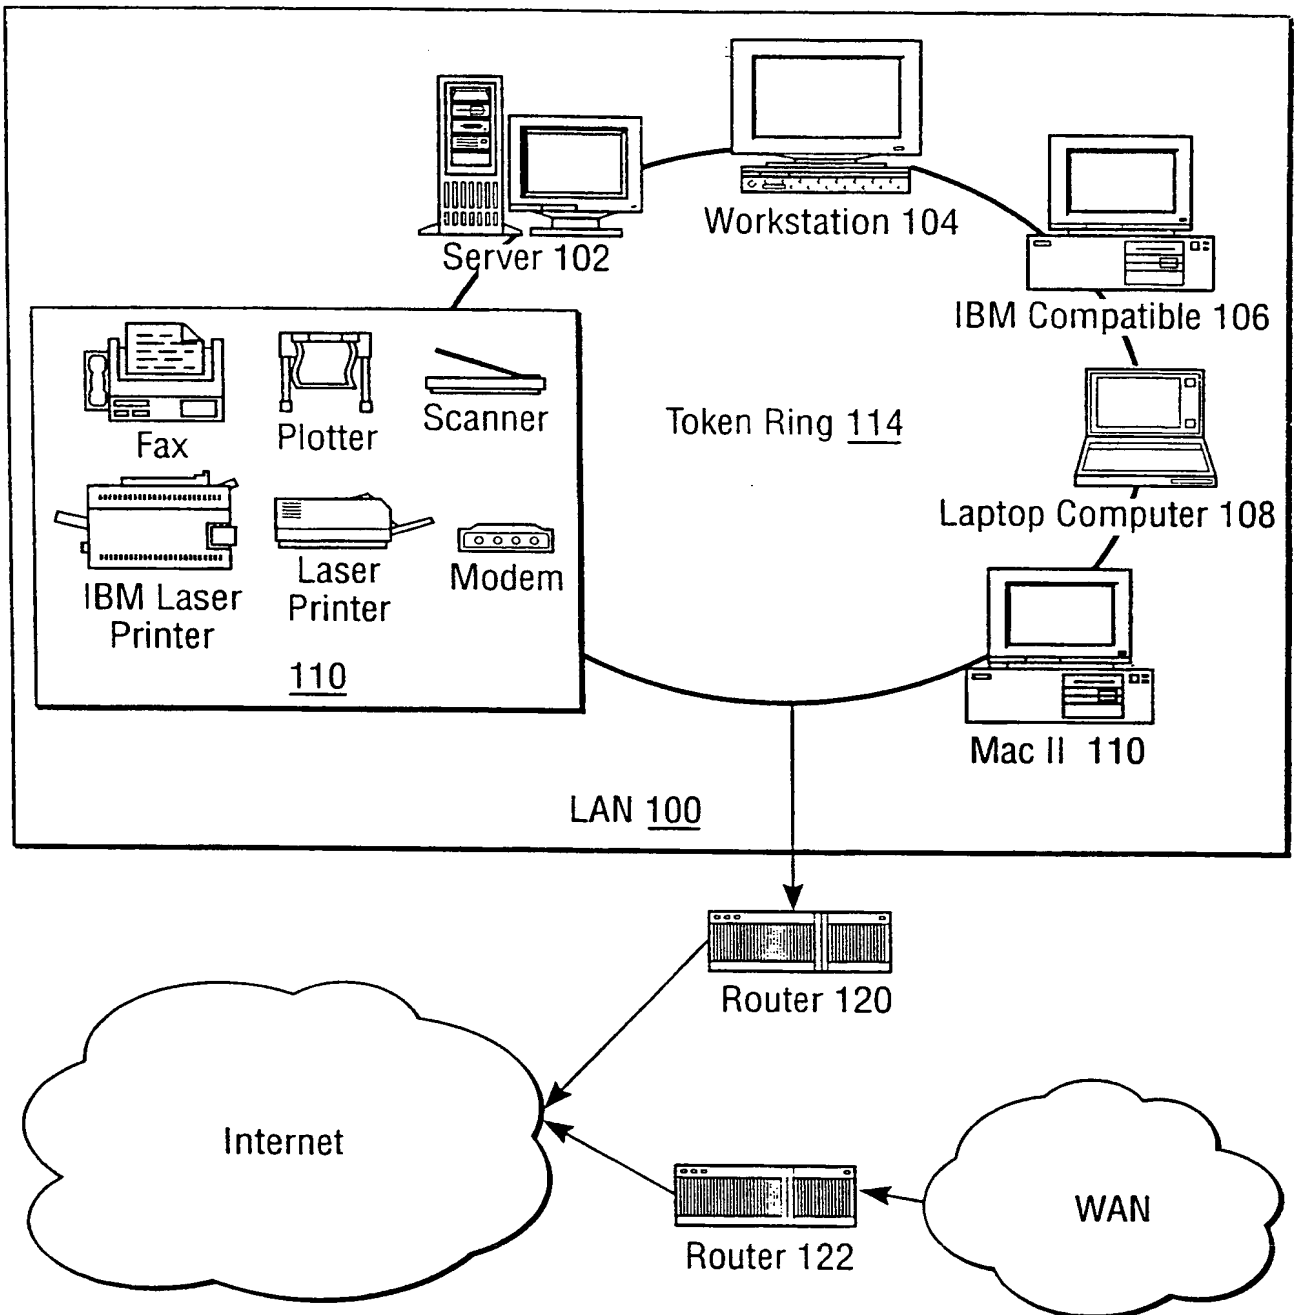 Workstation 104
Server 102
IBM Compatible 106
Fax
Plotter
Scanner
Token Ring 114
IBM Laser
Printer
Laser
Printer
Modem
Laptop Computer 108
110
Mac II 110
LAN 100
Router 120
Internet
WAN
Router 122